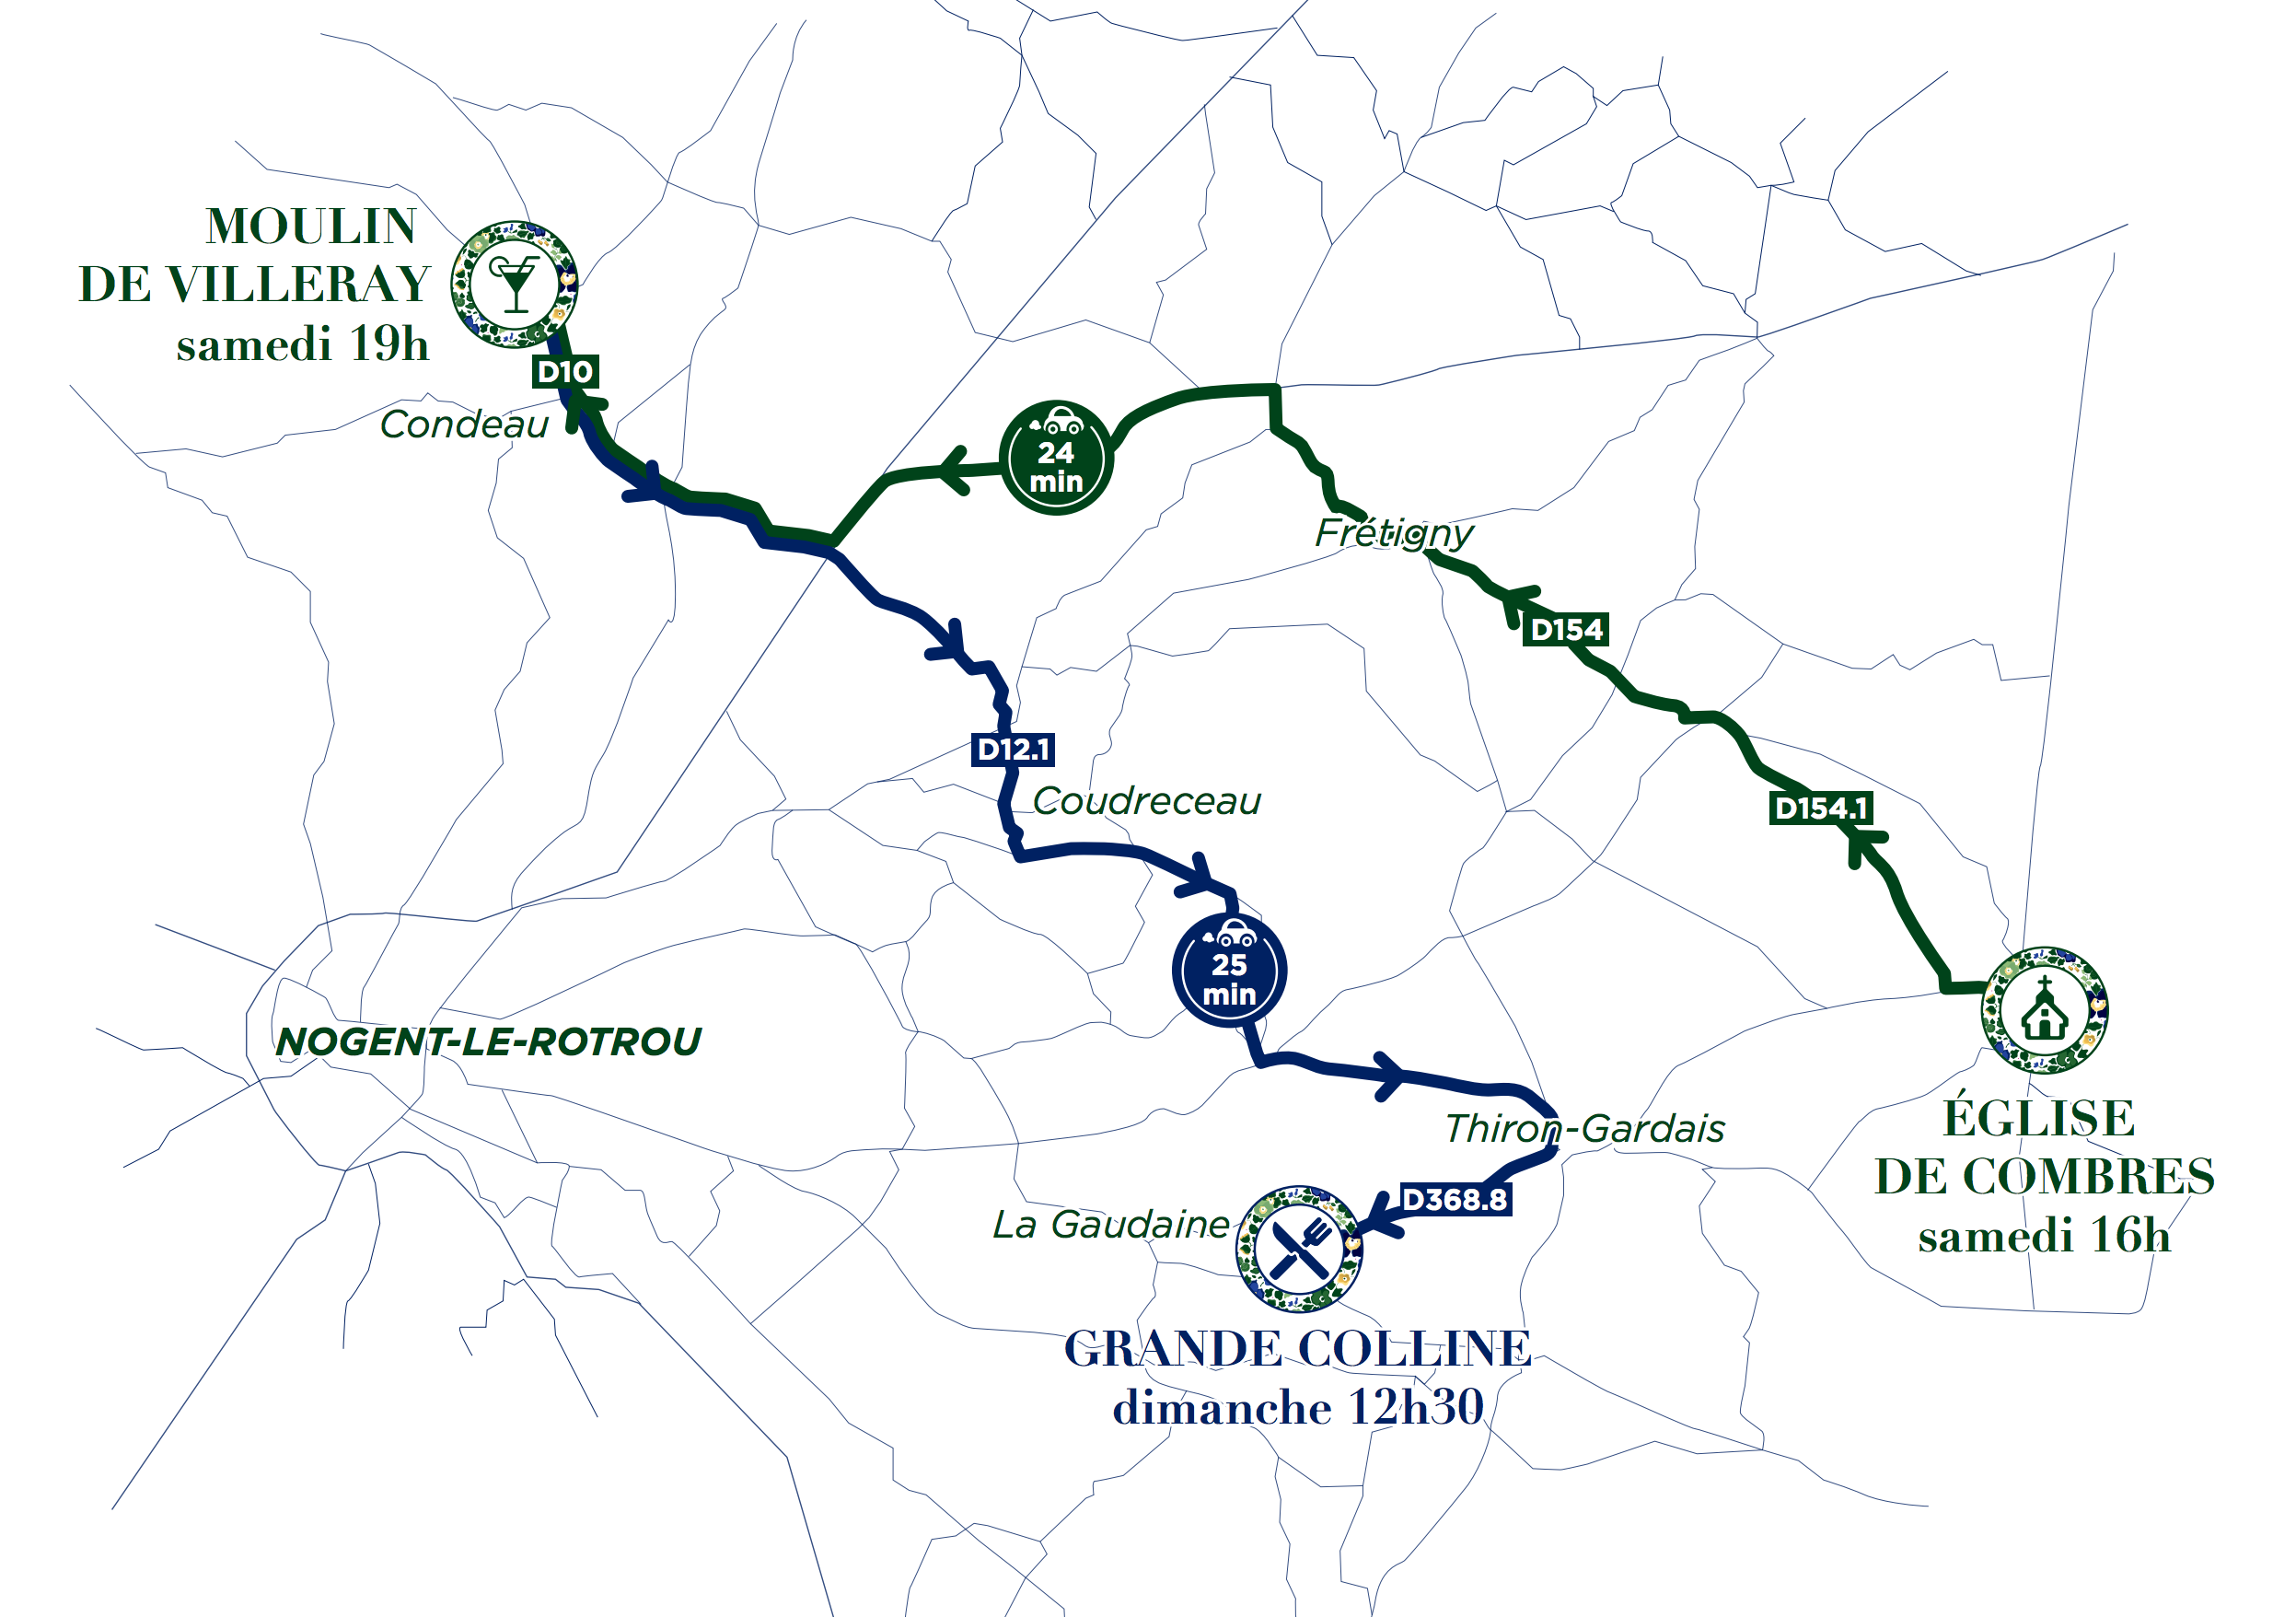 MOULIN
DE VILLERAY
samedi 19h
D10
Condeau
24
min
Frétigny
D154
D12.1
Coudreceau
D154.1
25
min
NOGENT-LE-ROTROU
Thiron-Gardais
ÉGLISE
DE COMBRES
samedi 16h
D368.8
La Gaudaine
GRANDE COLLINE
dimanche 12h30